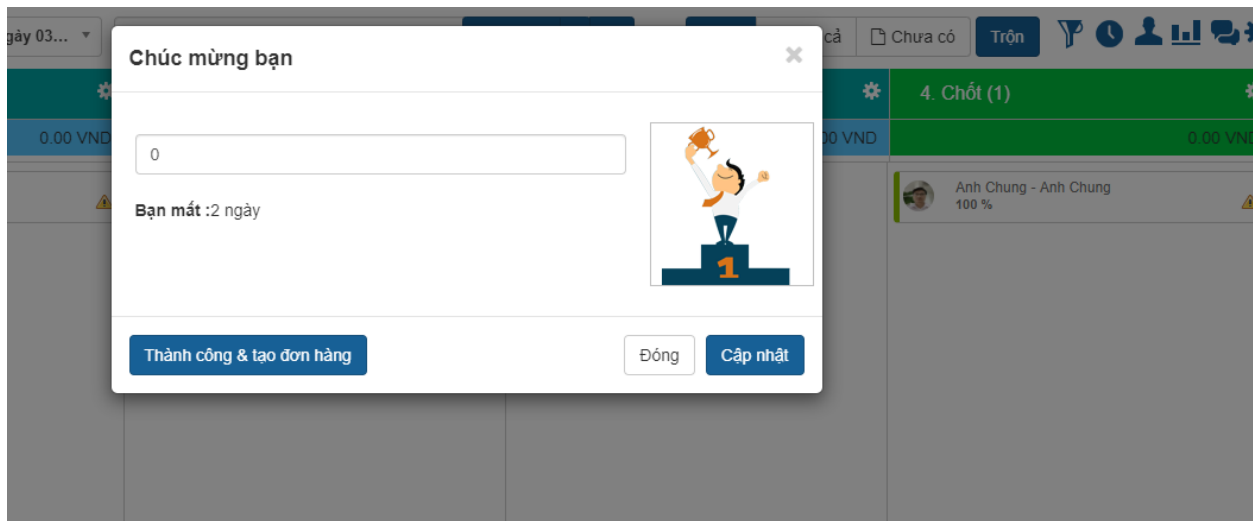 gày 03...
cả
Chưa có
Trộn
Chúc mừng bạn
4. Chốt (1)
0.00 VND
00 VND
0.00 VND
0
Bạn mất :2 ngày
1
Anh Chung - Anh Chung
100 %
Thành công & tạo đơn hàng
Đóng
Cập nhật